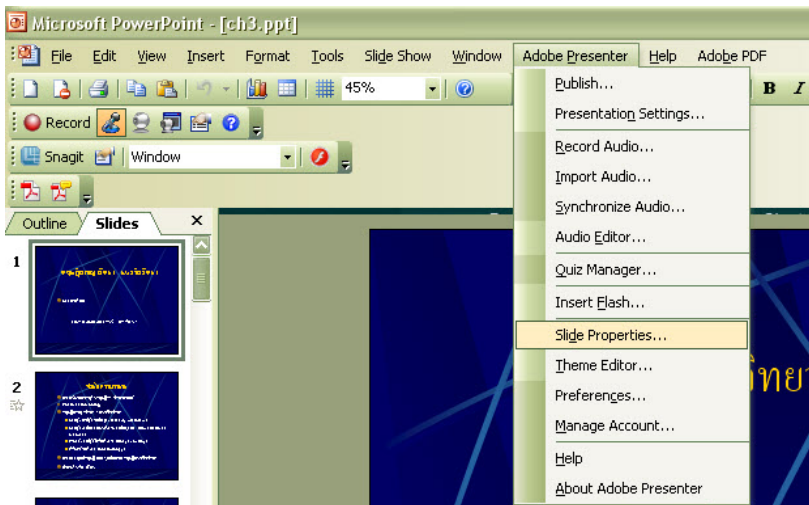 Microsoft PowerPoint - [ch3.ppt]
File Edit View Insert Format Tools Slide Show Window Adobe Presenter Help Adobe PDF
45% B I
Record
Snagit Window
Outline Slides x
1
2
Publish...
Presentation Settings...
Record Audio...
Import Audio...
Synchronize Audio...
Audio Editor...
Quiz Manager...
Insert Flash...
Slide Properties...
Theme Editor...
Preferences...
Manage Account...
Help
About Adobe Presenter